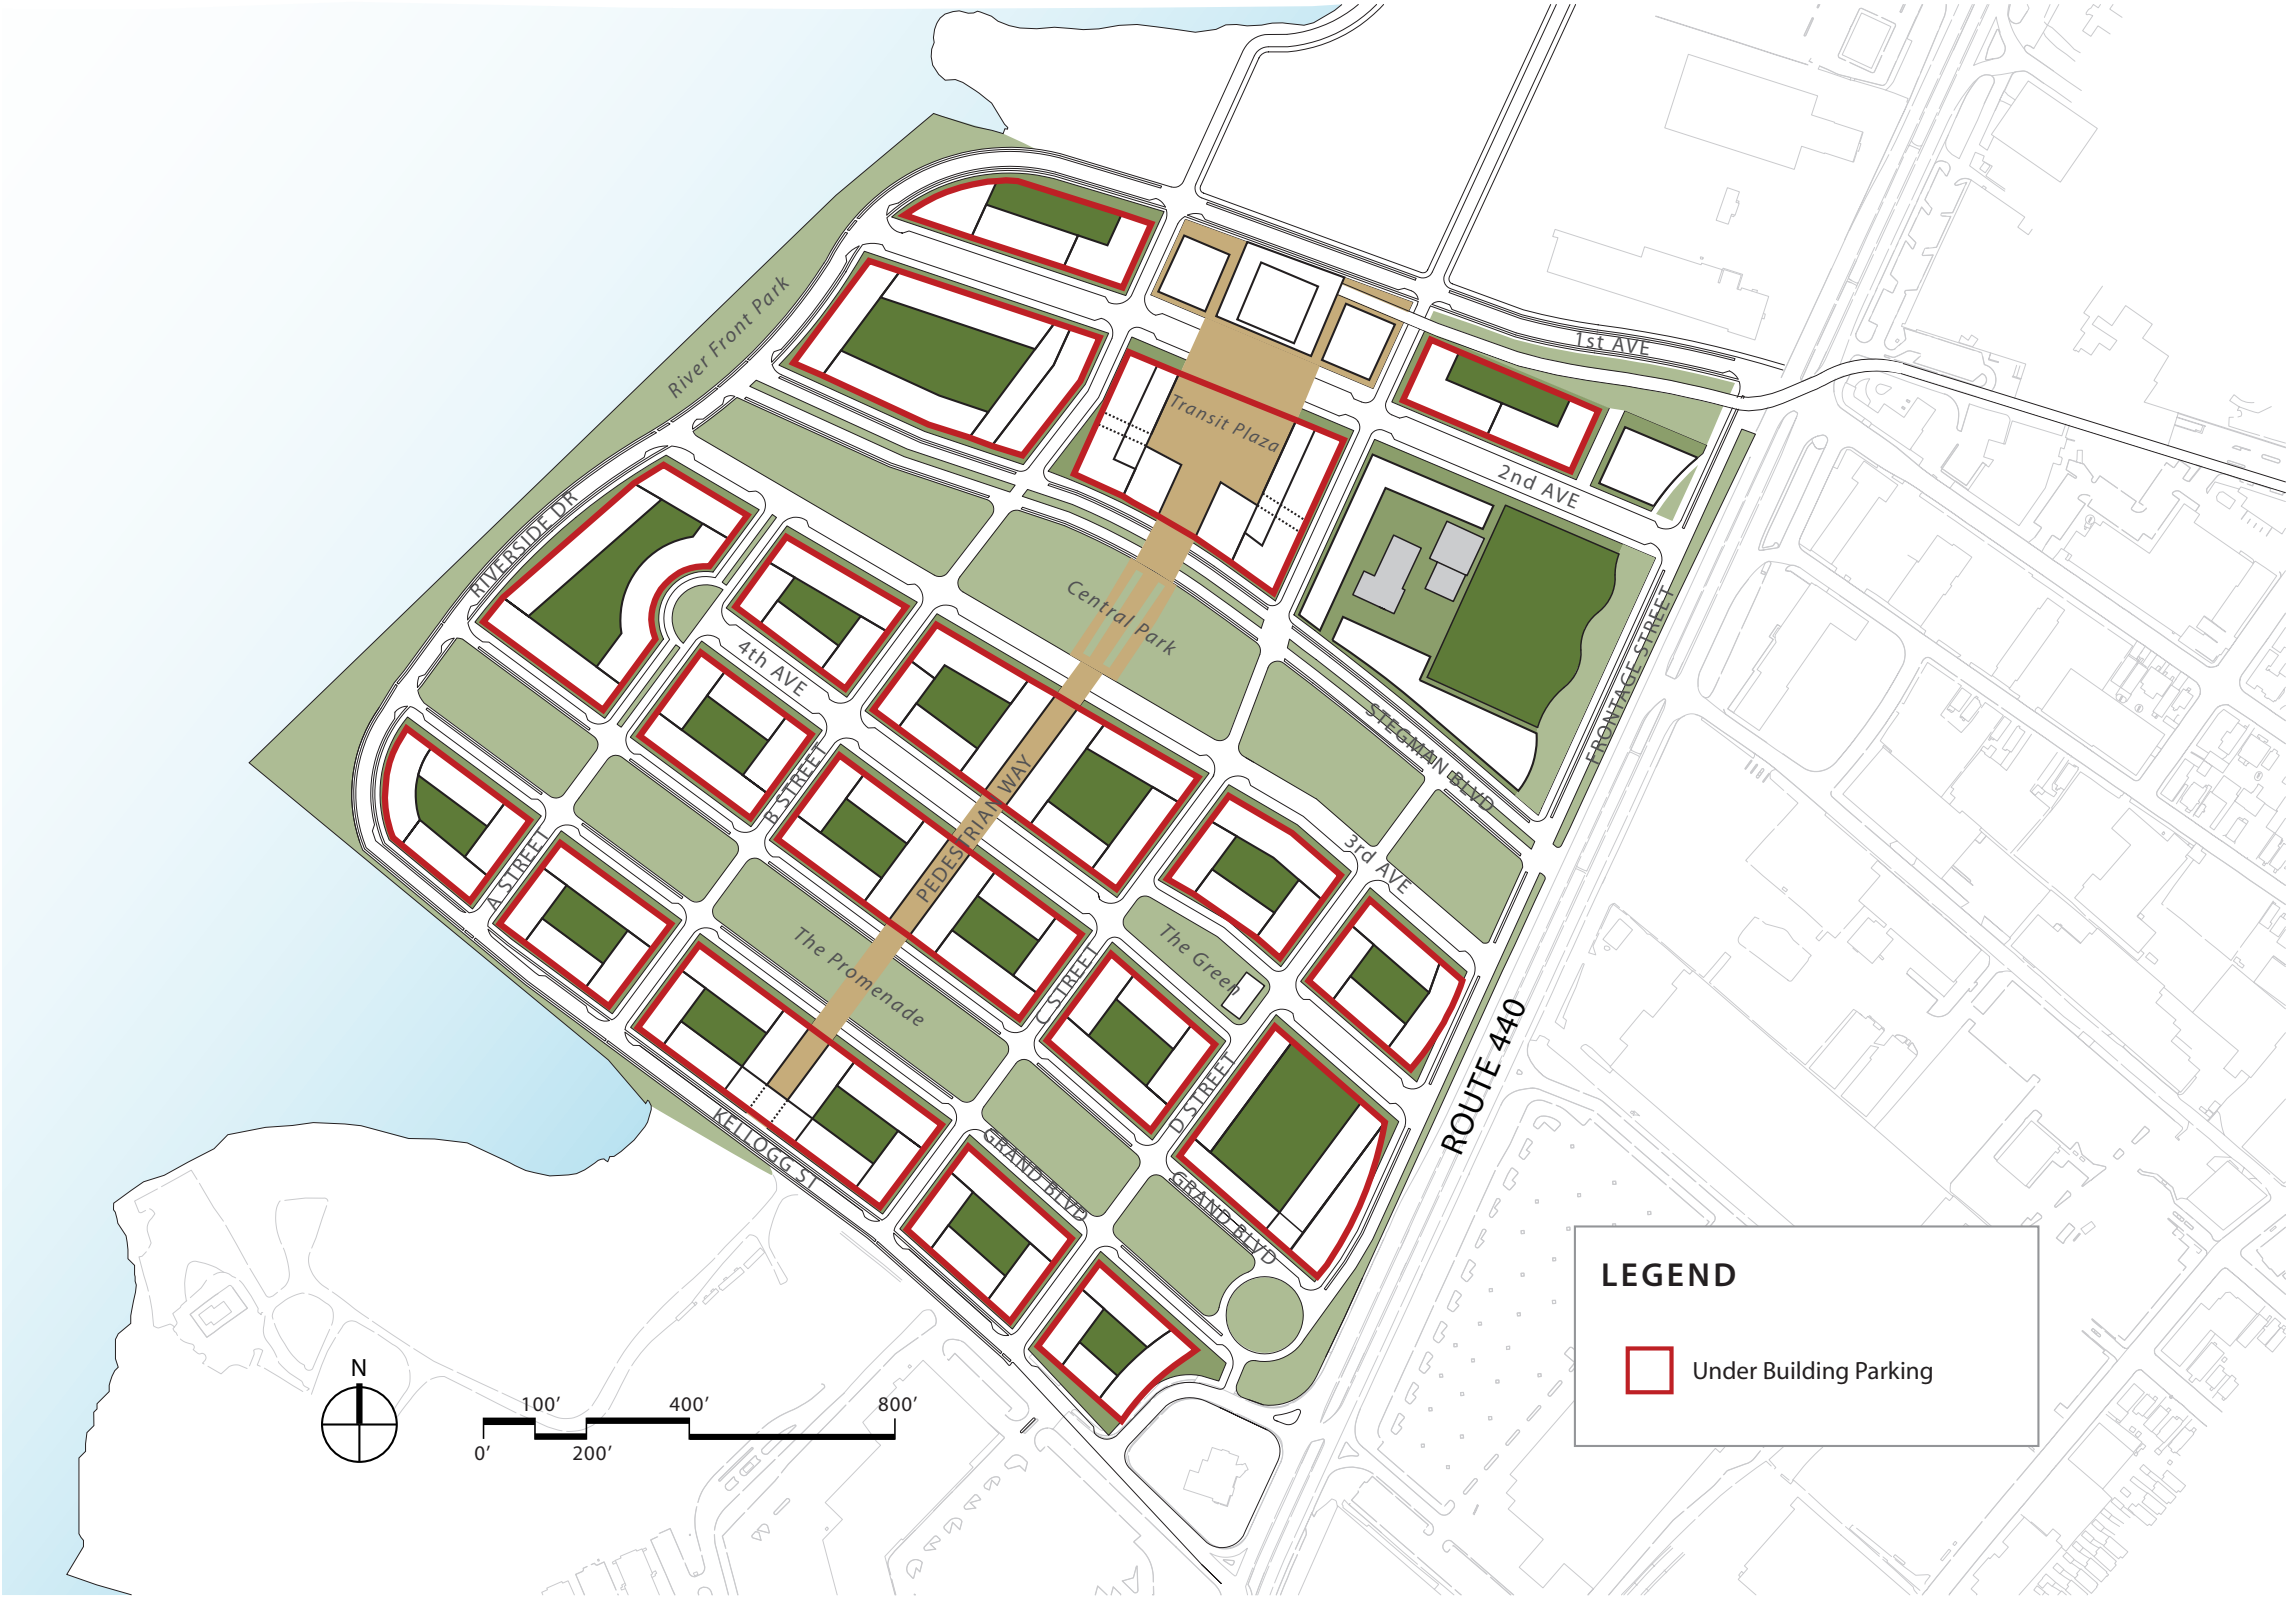 River Front Park
1st AVE
Transit Plaza
2nd AVE
RIVERSIDE DR
Central Park
FRONTAGE STREET
4th AVE
STEGMAN BLVD
B STREET
PEDESTRIAN WAY
3rd AVE
A STREET
The Promenade
The Green
C STREET
D STREET
ROUTE 440
KELLOGG ST
GRAND BLVD
GRAND BLVD
LEGEND
Under Building Parking
N
100' 400' 800'
0' 200'